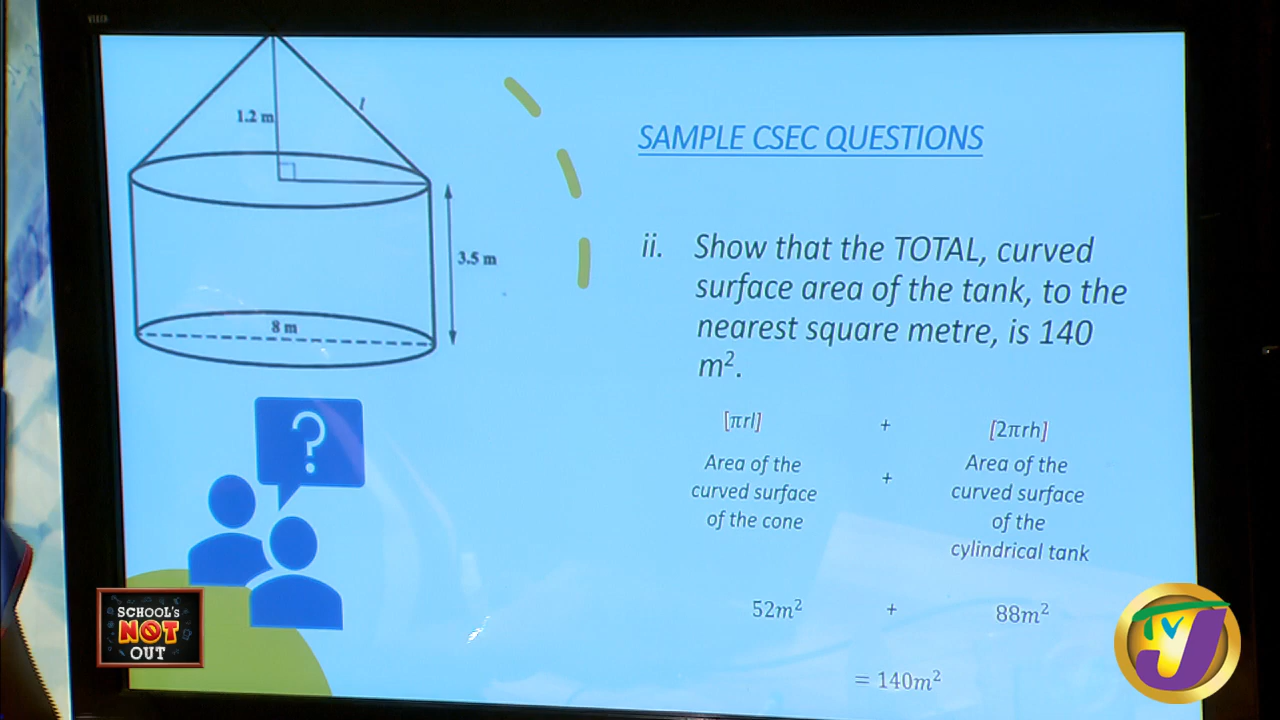 1.2 m
l
3.5 m
8 m
SAMPLE CSEC QUESTIONS
ii. Show that the TOTAL, curved
surface area of the tank, to the
nearest square metre, is 140
m².
[πrl] + [2πrh]
Area of the
curved surface
of the cone
+
Area of the
curved surface
of the
cylindrical tank
52m² + 88m²
= 140m²
?
SCHOOL'S
NOT
OUT
TVJ